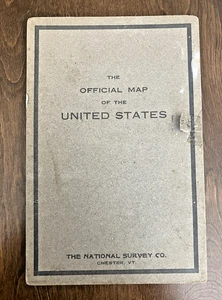 THE
OFFICIAL MAP
OF THE
UNITED STATES
THE NATIONAL SURVEY CO.
CHESTER, VT.